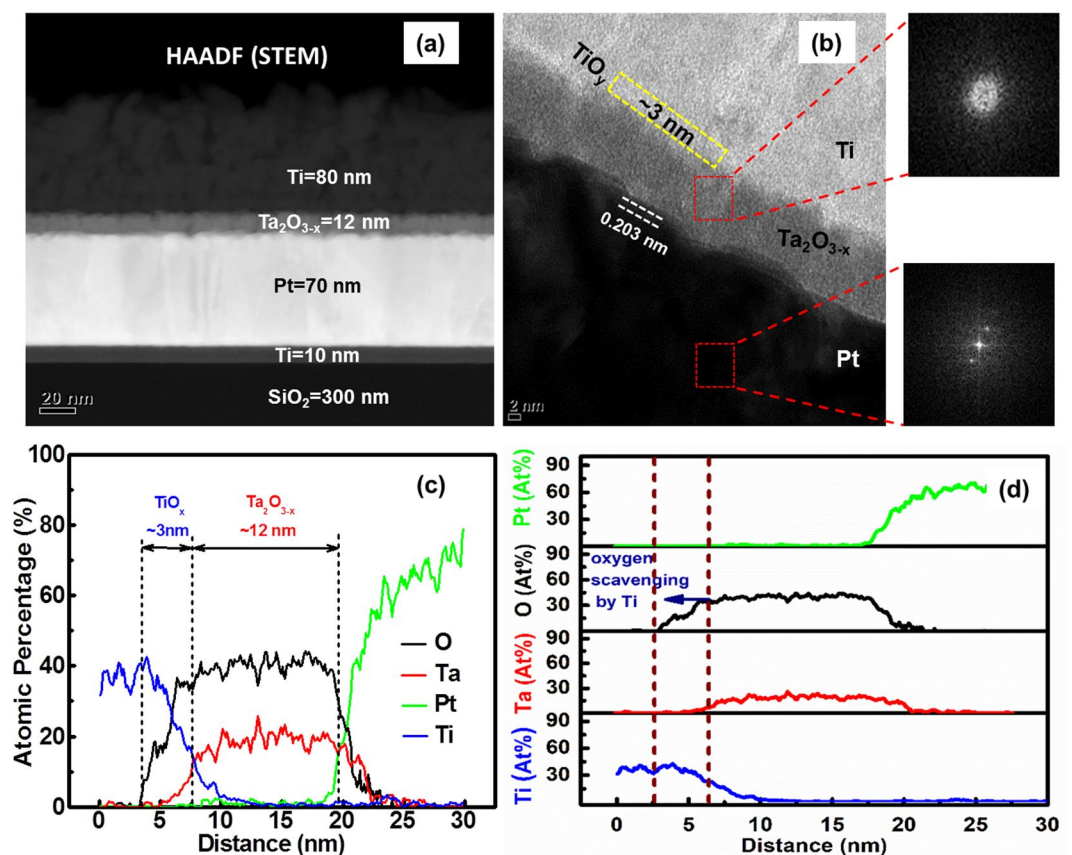 (a)
HAADF (STEM)
Ti=80 nm
Ta₂O₃₋ₓ=12 nm
Pt=70 nm
Ti=10 nm
SiO₂=300 nm
20 nm
(b)
TiOᵧ
~3 nm
Ti
0.203 nm
Ta₂O₃₋ₓ
Pt
2 nm
(c)
TiOₓ
~3nm
Ta₂O₃₋ₓ
~12 nm
O
Ta
Pt
Ti
Atomic Percentage (%)
100
80
60
40
20
0
0 5 10 15 20 25 30
Distance (nm)
(d)
Pt (At%)
90
60
30
O (At%)
90
60
30
oxygen
scavenging
by Ti
Ta (At%)
90
60
30
Ti (At%)
90
60
30
0 5 10 15 20 25 30
Distance (nm)